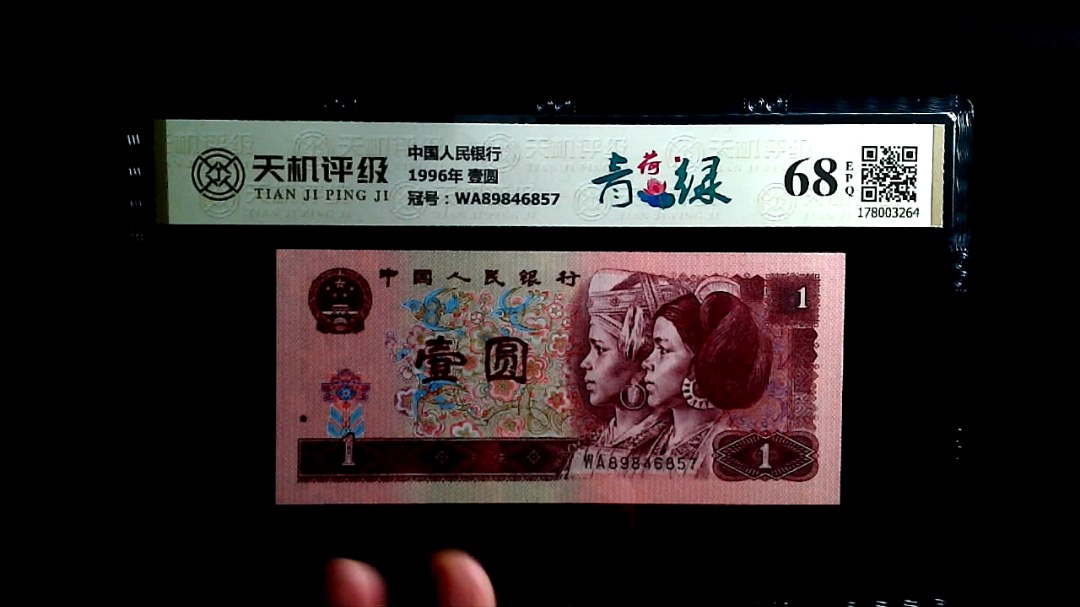 天机评级
TIAN JI PING JI
中国人民银行
1996年 壹圆
冠号：WA89846857
青荷绿
68
EPQ
178003264
中国人民银行
1
壹圆
1
WA89846857
1